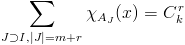 \sum_{J \supset I, |J| = m+r} \chi_{A_J}(x) = C_k^r